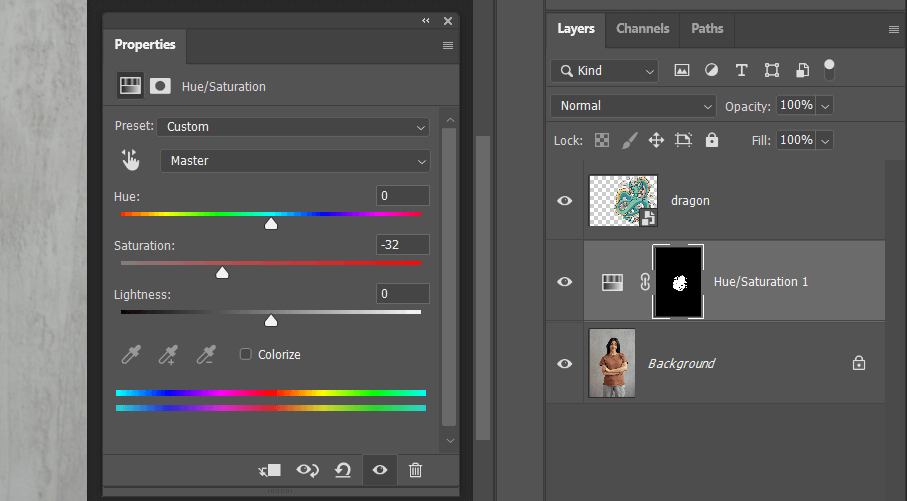 Properties
Hue/Saturation
Preset: Custom
Master
Hue: 0
Saturation: -32
Lightness: 0
Colorize
Layers Channels Paths
Kind
Normal Opacity: 100%
Lock: Fill: 100%
dragon
Hue/Saturation 1
Background